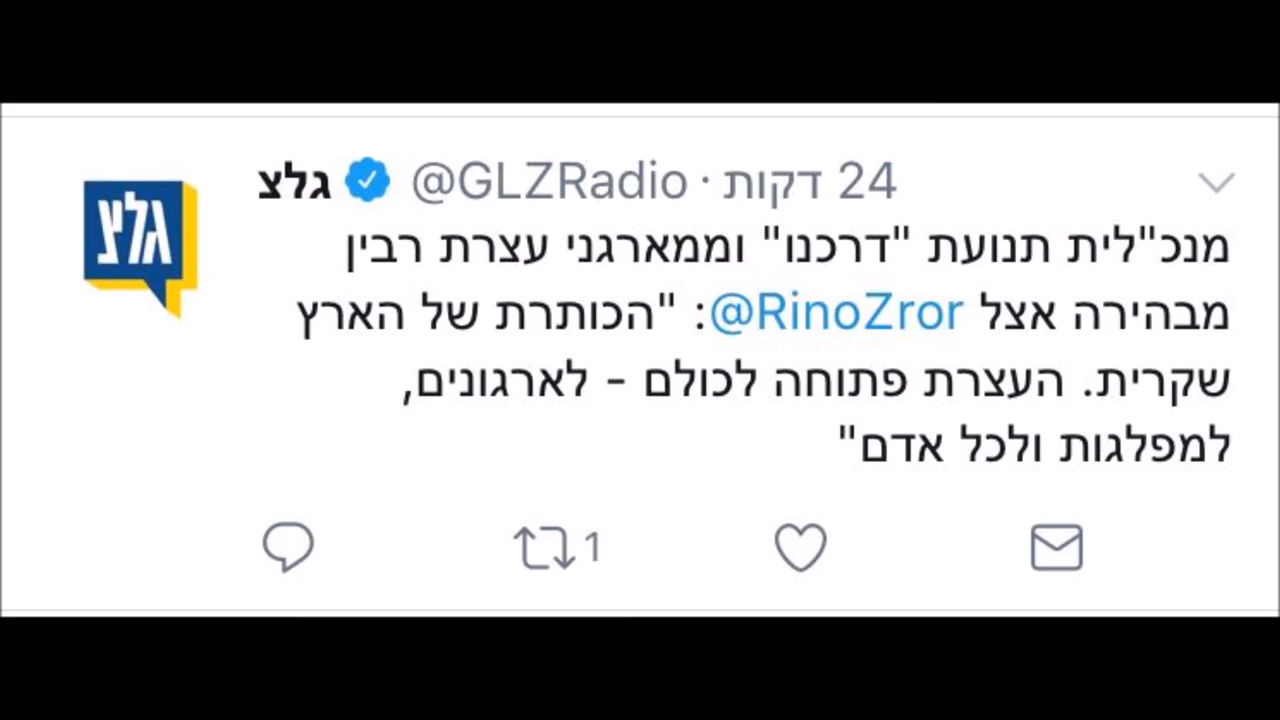 גלצ
גלצ @GLZRadio · 24 דקות
מנכ"לית תנועת "דרכנו" וממארגני עצרת רבין
מבהירה אצל @RinoZror: "הכותרת של הארץ
שקרית. העצרת פתוחה לכולם - לארגונים,
למפלגות ולכל אדם"
1